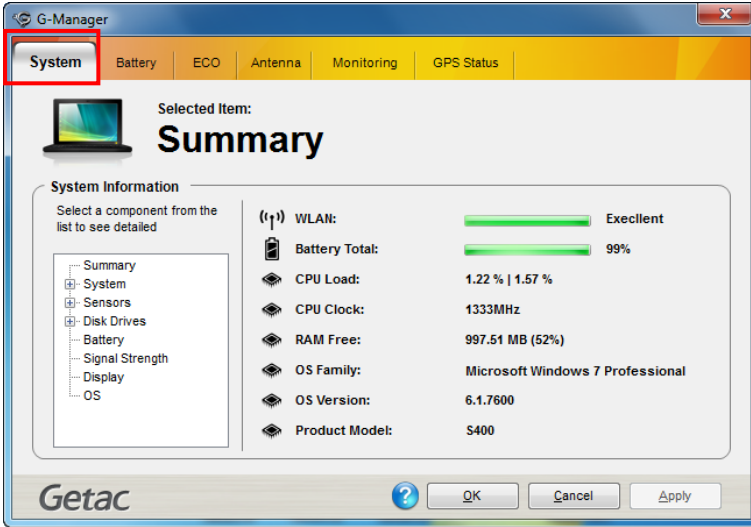 G-Manager
System Battery ECO Antenna Monitoring GPS Status
Selected Item:
Summary
System Information
Select a component from the
list to see detailed
Summary
System
Sensors
Disk Drives
Battery
Signal Strength
Display
OS
WLAN: Execllent
Battery Total: 99%
CPU Load: 1.22 % | 1.57 %
CPU Clock: 1333MHz
RAM Free: 997.51 MB (52%)
OS Family: Microsoft Windows 7 Professional
OS Version: 6.1.7600
Product Model: S400
Getac ? OK Cancel Apply